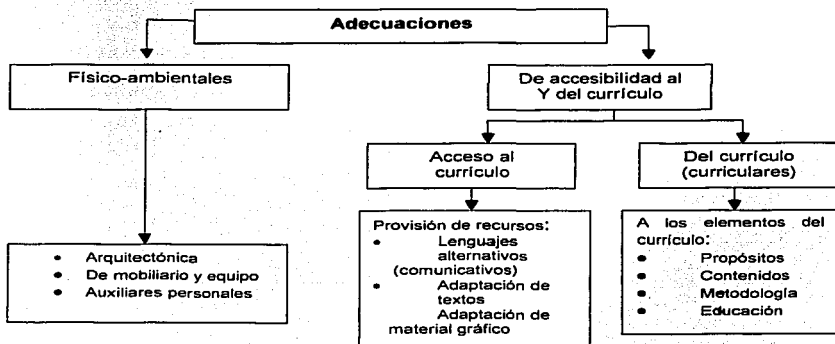 Adecuaciones
Físico-ambientales
De accesibilidad al
Y del currículo
Acceso al
currículo
Del currículo
(curriculares)
• Arquitectónica
• De mobiliario y equipo
• Auxiliares personales
Provisión de recursos:
• Lenguajes
alternativos
(comunicativos)
• Adaptación de
textos
Adaptación de
material gráfico
A los elementos del
currículo:
• Propósitos
• Contenidos
• Metodología
• Educación